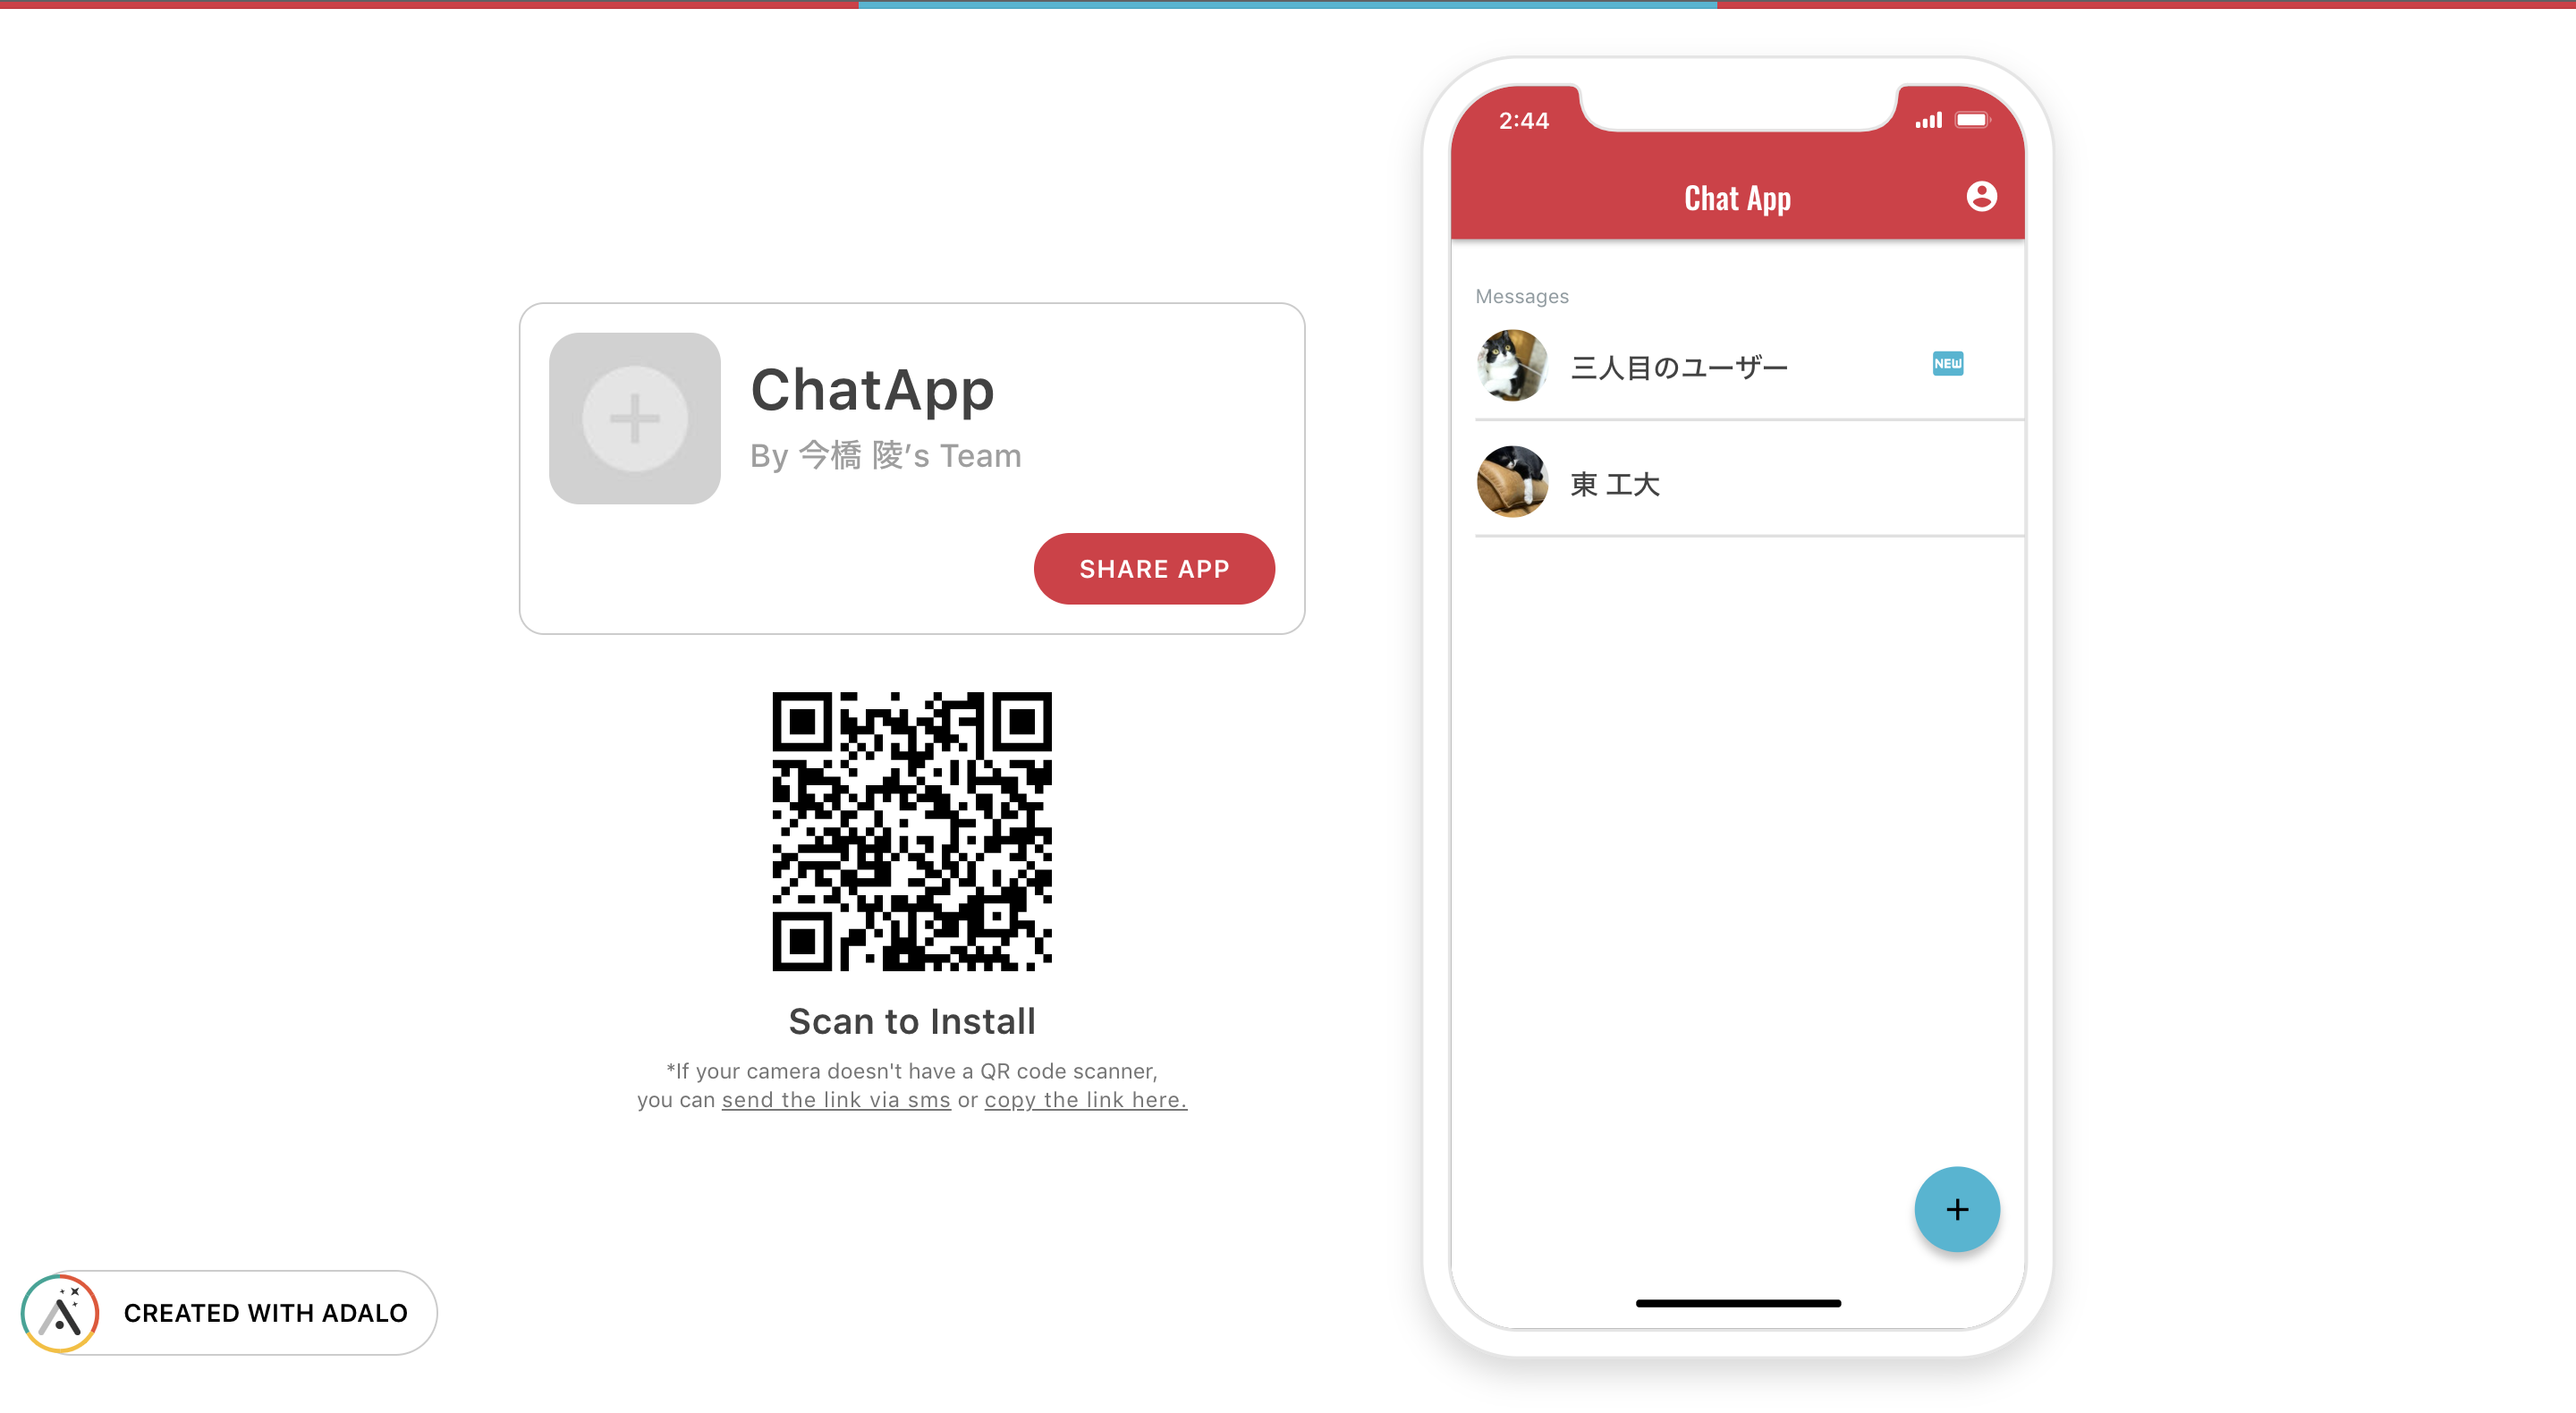 ChatApp
By 今橋 陵’s Team
SHARE APP
Scan to Install
*If your camera doesn't have a QR code scanner,
you can send the link via sms or copy the link here.
CREATED WITH ADALO
2:44
Chat App
Messages
三人目のユーザー
NEW
東 工大